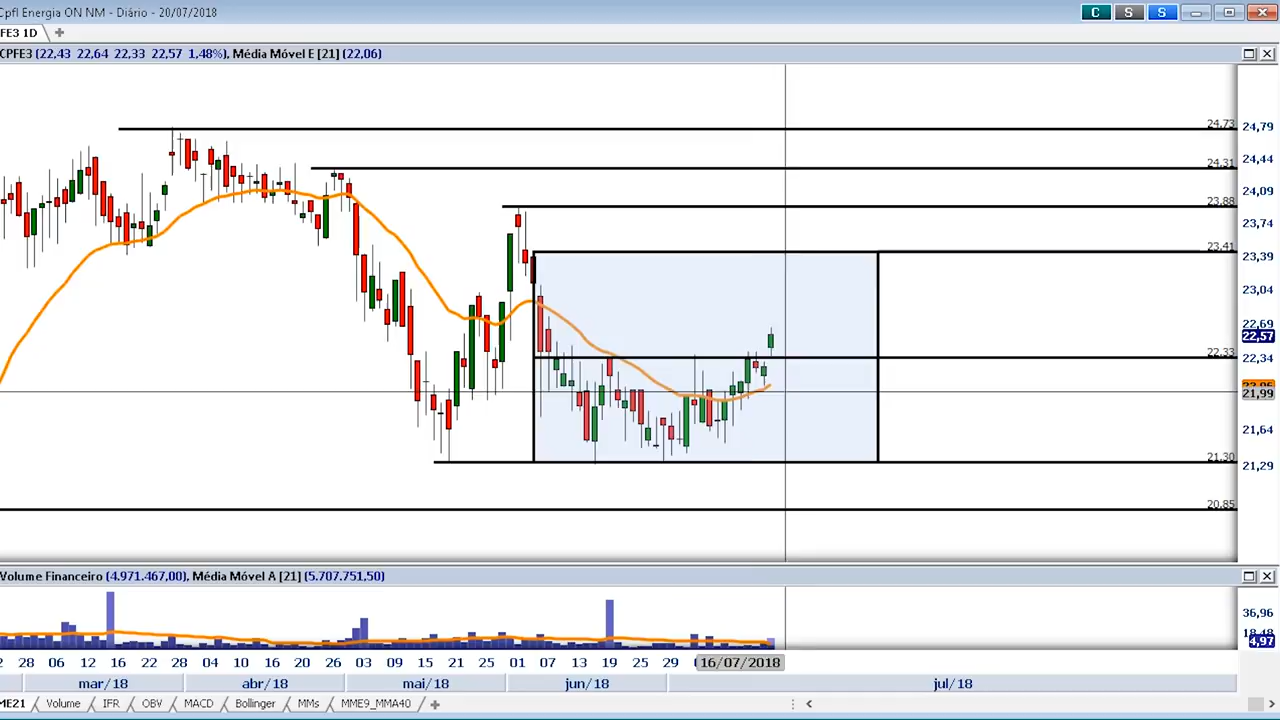 Cpfl Energia ON NM - Diário - 20/07/2018
C S S
FE3 1D
CPFE3 (22,43 22,64 22,33 22,57 1,48%), Média Móvel E [21] (22,06)
24,73
24,79
24,31
24,44
24,09
23,88
23,74
23,41
23,39
23,04
22,69
22,57
22,33
22,34
21,99
21,64
21,30
21,29
20,85
Volume Financeiro (4.971.467,00), Média Móvel A [21] (5.707.751,50)
36,96
18,48
4,97
28 06 12 16 22 28 04 10 16 20 26 03 09 15 21 25 01 07 13 19 25 29 16/07/2018
mar/18 abr/18 mai/18 jun/18 jul/18
ME21 Volume IFR OBV MACD Bollinger MMs MME9_MMA40